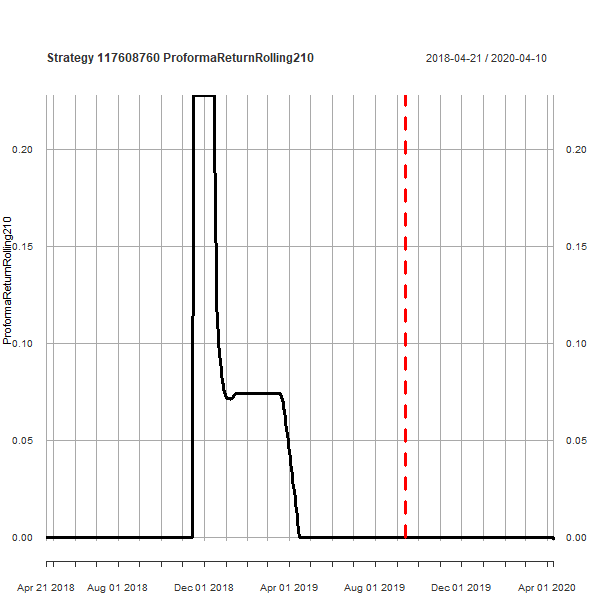 Strategy 117608760 ProformaReturnRolling210
2018-04-21 / 2020-04-10
ProformaReturnRolling210
0.20
0.15
0.10
0.05
0.00
0.20
0.15
0.10
0.05
0.00
Apr 21 2018
Aug 01 2018
Dec 01 2018
Apr 01 2019
Aug 01 2019
Dec 01 2019
Apr 01 2020